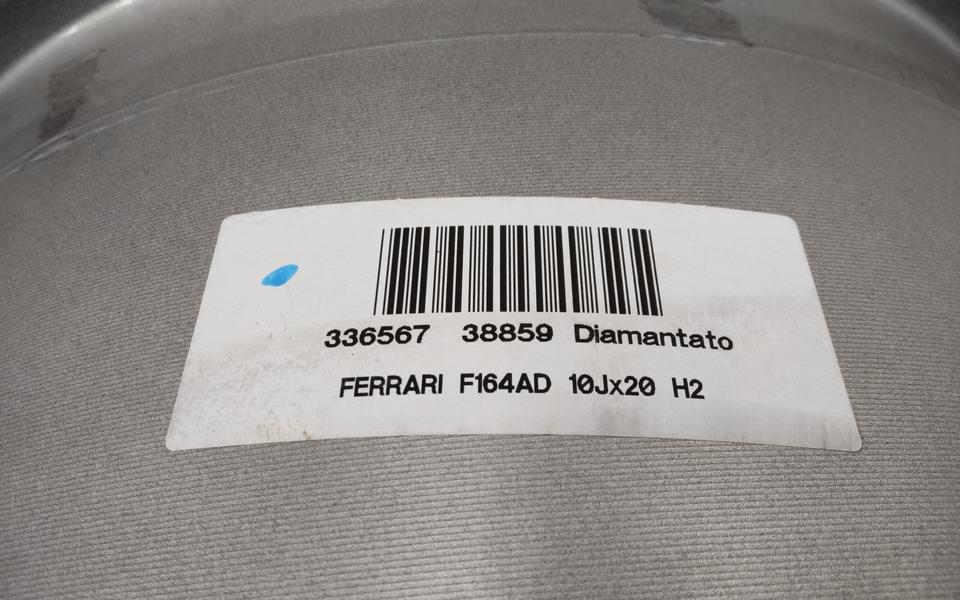 336567 38859 Diamantato
FERRARI F164AD 10Jx20 H2